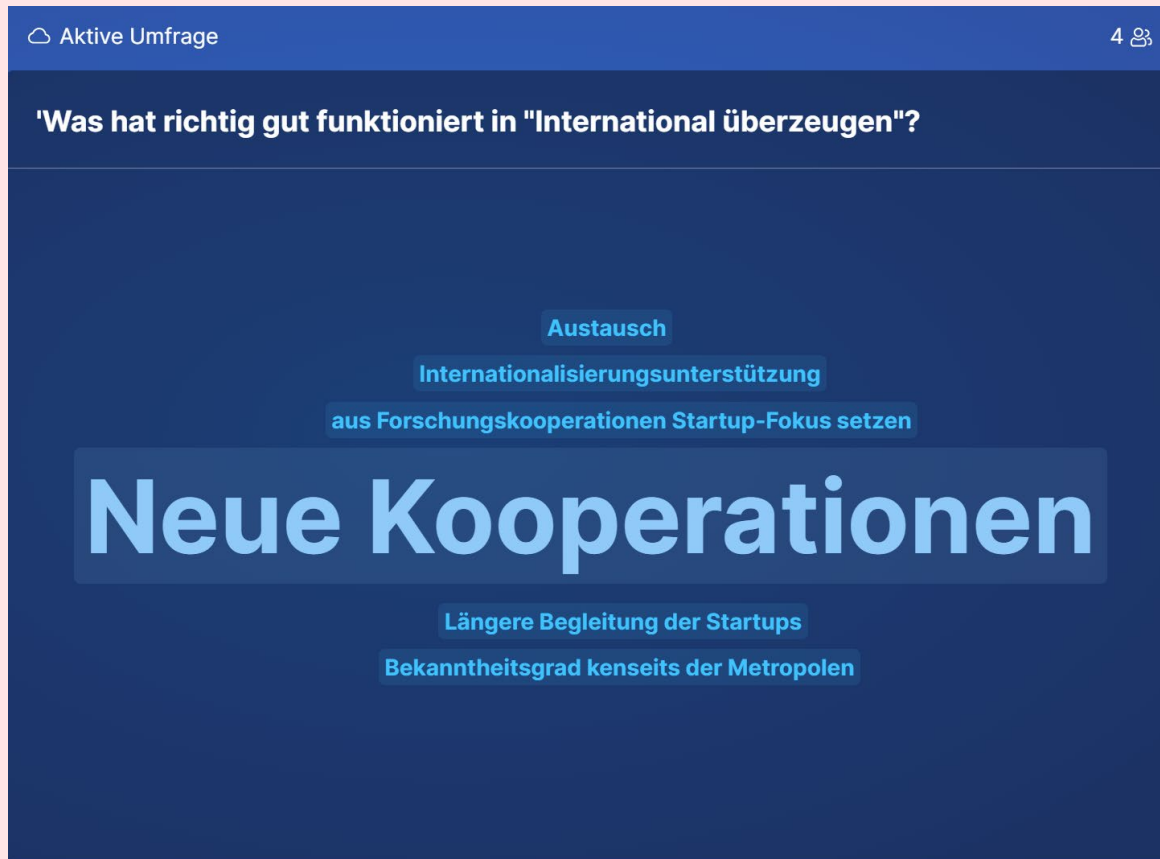 Aktive Umfrage
4
'Was hat richtig gut funktioniert in "International überzeugen"?
Austausch
Internationalisierungsunterstützung
aus Forschungskooperationen Startup-Fokus setzen
Neue Kooperationen
Längere Begleitung der Startups
Bekanntheitsgrad kenseits der Metropolen